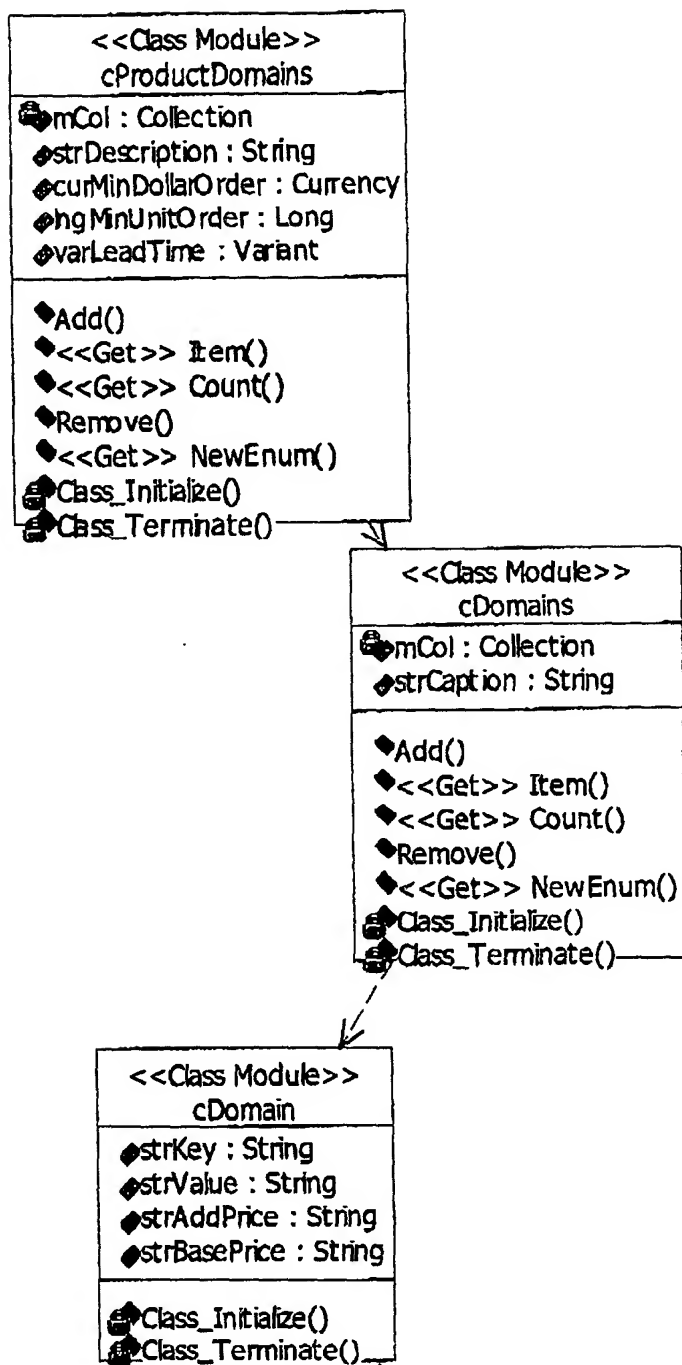 <<Class Module>>
cProductDomains
mCol : Collection
strDescription : String
curMinDollarOrder : Currency
lngMinUnitOrder : Long
varLeadTime : Variant
Add()
<<Get>> Item()
<<Get>> Count()
Remove()
<<Get>> NewEnum()
Class_Initialize()
Class_Terminate()
<<Class Module>>
cDomains
mCol : Collection
strCaption : String
Add()
<<Get>> Item()
<<Get>> Count()
Remove()
<<Get>> NewEnum()
Class_Initialize()
Class_Terminate()
<<Class Module>>
cDomain
strKey : String
strValue : String
strAddPrice : String
strBasePrice : String
Class_Initialize()
Class_Terminate()